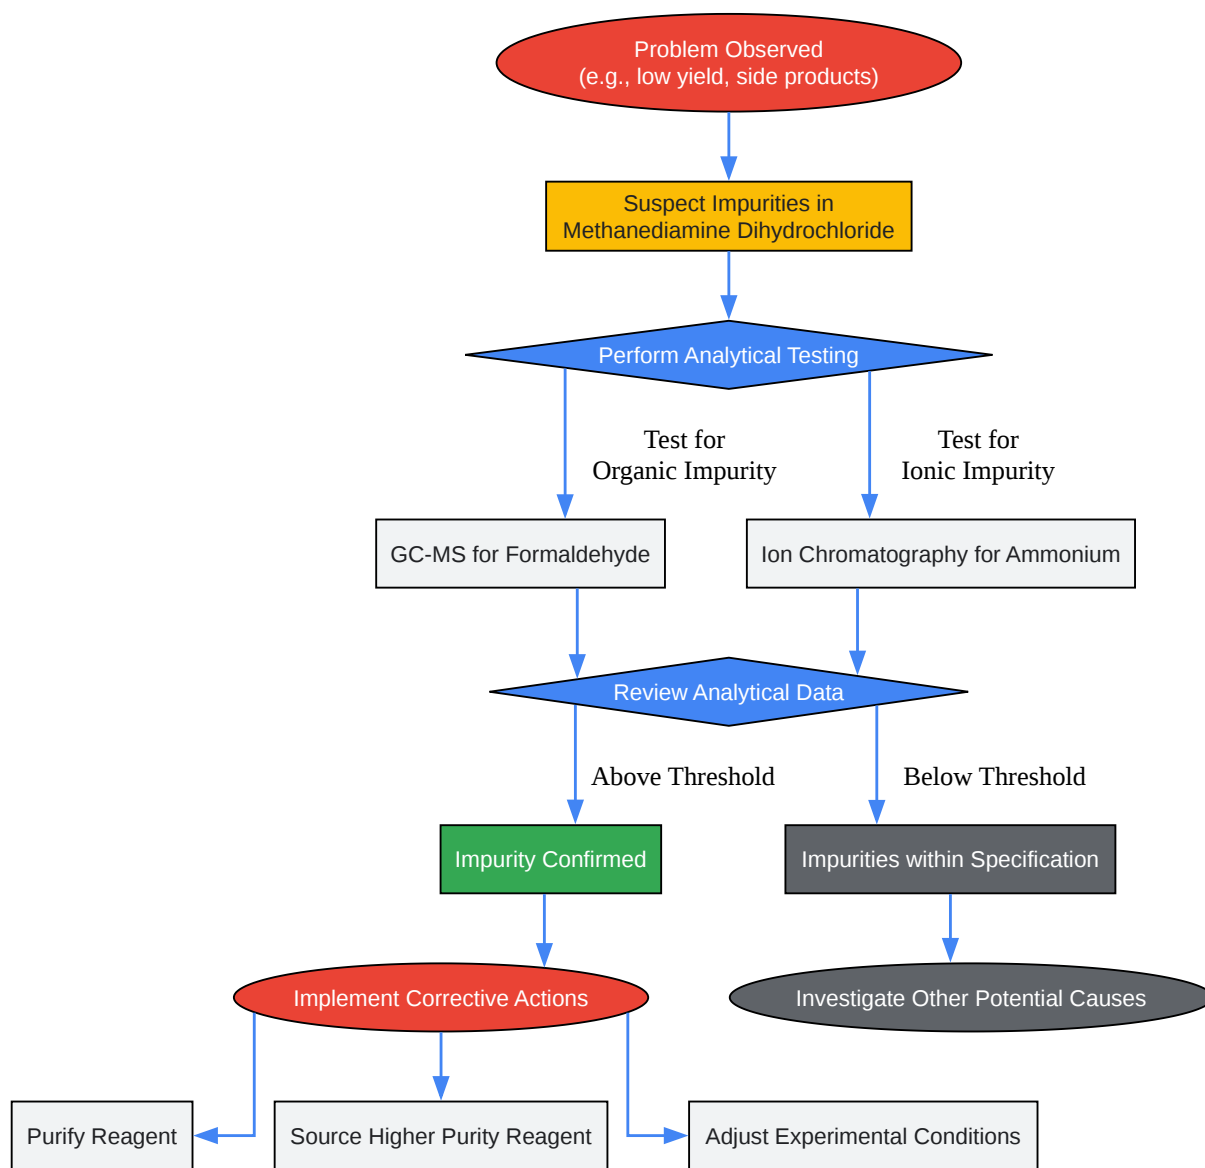 Problem Observed
(e.g., low yield, side products)
Suspect Impurities in
Methanediamine Dihydrochloride
Perform Analytical Testing
Test for
Organic Impurity
Test for
Ionic Impurity
GC-MS for Formaldehyde
Ion Chromatography for Ammonium
Review Analytical Data
Above Threshold
Below Threshold
Impurity Confirmed
Impurities within Specification
Implement Corrective Actions
Investigate Other Potential Causes
Purify Reagent
Source Higher Purity Reagent
Adjust Experimental Conditions